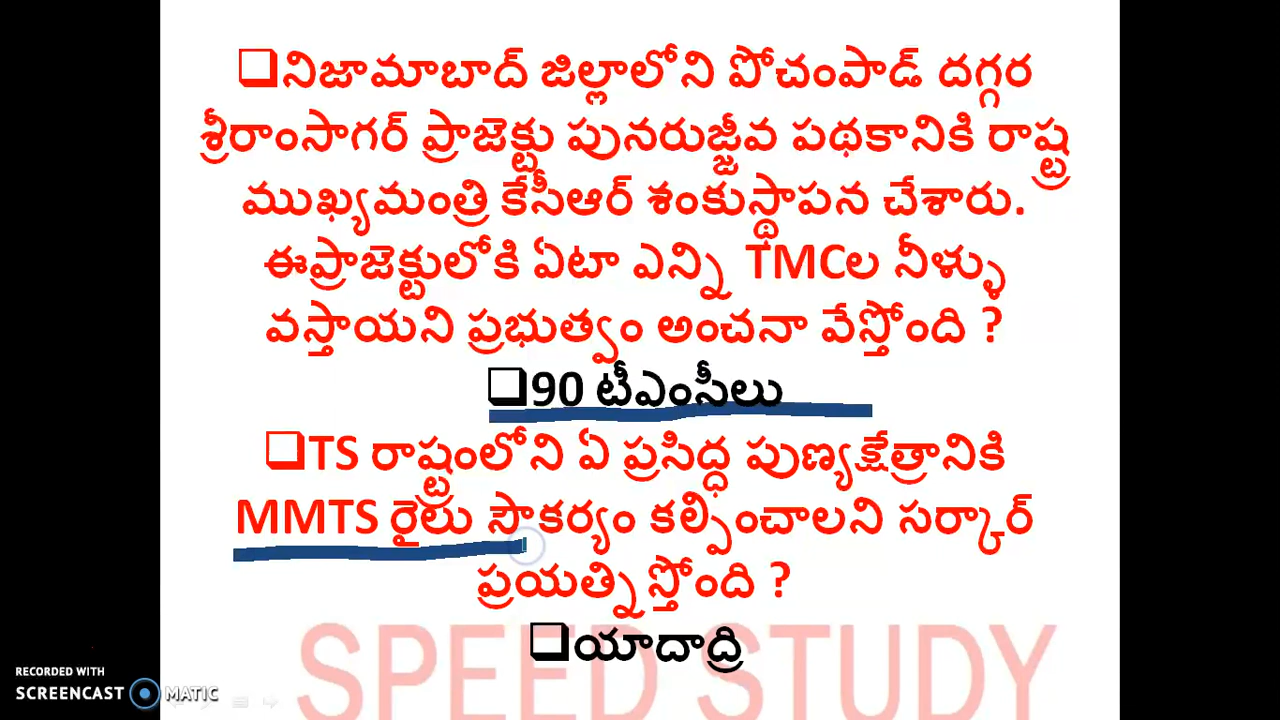 ❑నిజామాబాద్ జిల్లాలోని పోచంపాడ్ దగ్గర
శ్రీరాంసాగర్ ప్రాజెక్టు పునరుజ్జీవ పథకానికి రాష్ట్ర
ముఖ్యమంత్రి కేసీఆర్ శంకుస్థాపన చేశారు.
ఈప్రాజెక్టులోకి ఏటా ఎన్ని TMCల నీళ్ళు
వస్తాయని ప్రభుత్వం అంచనా వేస్తోంది ?
❑90 టీఎంసీలు
❑TS రాష్ట్రంలోని ఏ ప్రసిద్ధ పుణ్యక్షేత్రానికి
MMTS రైలు సౌకర్యం కల్పించాలని సర్కార్
ప్రయత్నిస్తోంది ?
❑యాదాద్రి
SPEED STUDY
RECORDED WITH
SCREENCAST MATIC